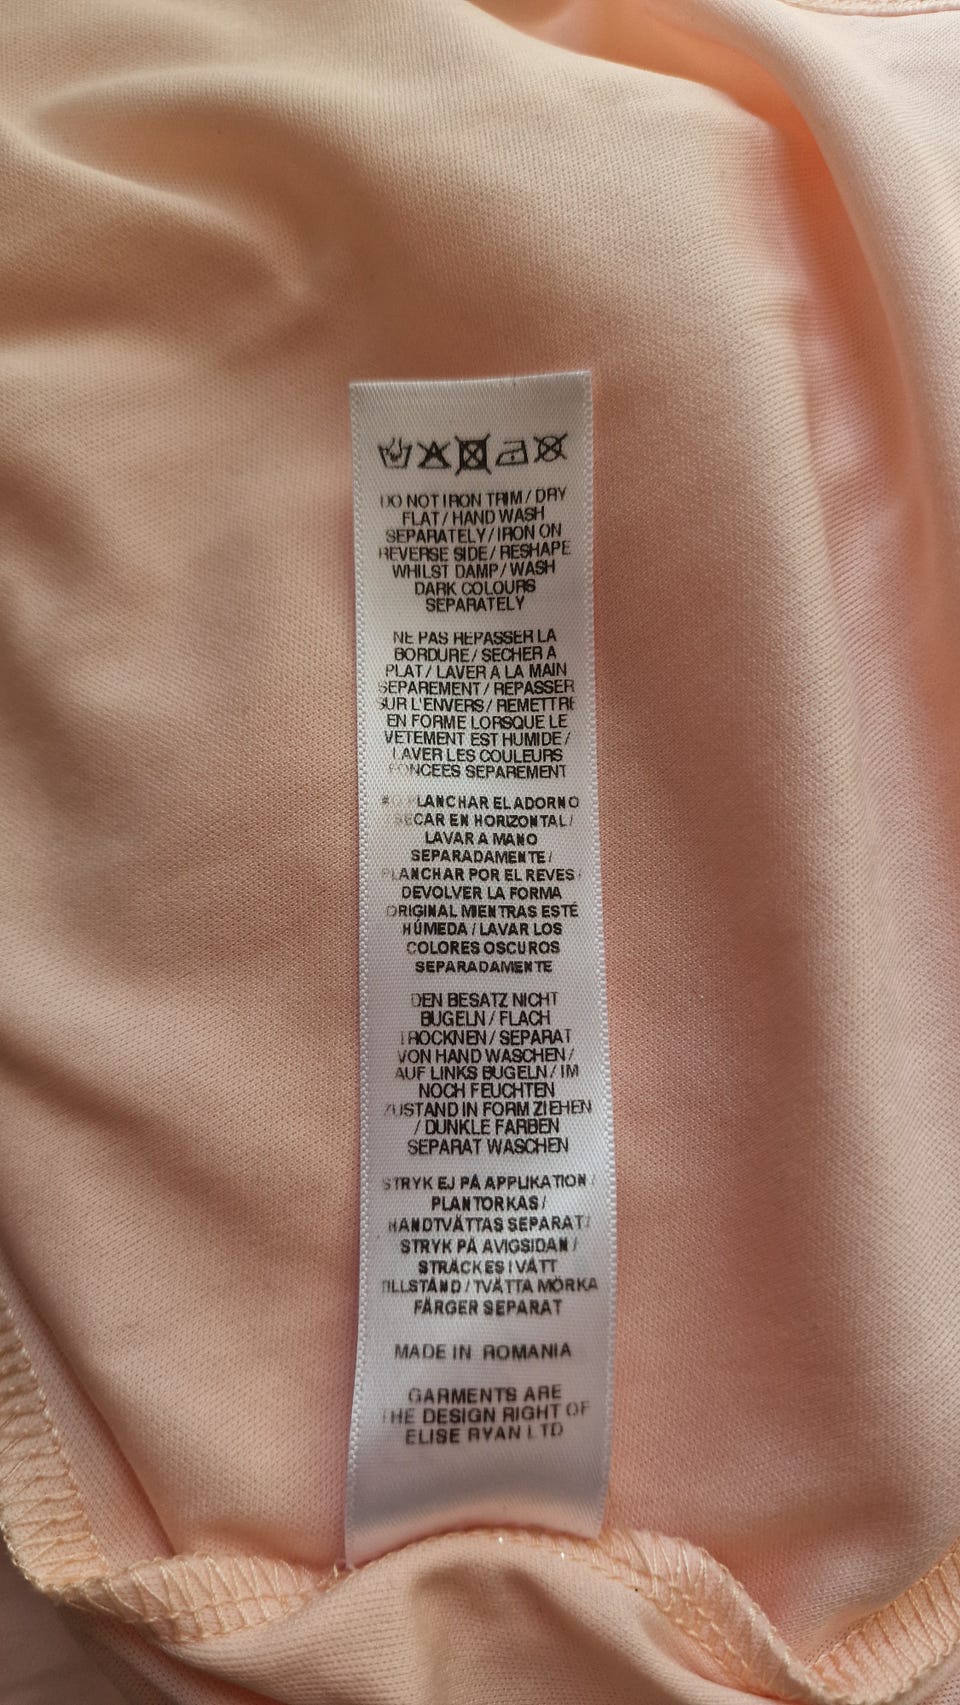 DO NOT IRON TRIM / DRY
FLAT / HAND WASH
SEPARATELY / IRON ON
REVERSE SIDE / RESHAPE
WHILST DAMP / WASH
DARK COLOURS
SEPARATELY
NE PAS REPASSER LA
BORDURE / SECHER A
PLAT / LAVER A LA MAIN
SEPAREMENT / REPASSER
SUR L'ENVERS / REMETTRE
EN FORME LORSQUE LE
VETEMENT EST HUMIDE /
LAVER LES COULEURS
FONCEES SEPAREMENT
NO PLANCHAR EL ADORNO
/ SECAR EN HORIZONTAL /
LAVAR A MANO
SEPARADAMENTE /
PLANCHAR POR EL REVES /
DEVOLVER LA FORMA
ORIGINAL MIENTRAS ESTÉ
HÚMEDA / LAVAR LOS
COLORES OSCUROS
SEPARADAMENTE
DEN BESATZ NICHT
BUGELN / FLACH
TROCKNEN / SEPARAT
VON HAND WASCHEN /
AUF LINKS BUGELN / IM
NOCH FEUCHTEN
ZUSTAND IN FORM ZIEHEN
/ DUNKLE FARBEN
SEPARAT WASCHEN
STRYK EJ PÅ APPLIKATION /
PLANTORKAS /
HANDTVÄTTAS SEPARAT /
STRYK PÅ AVIGSIDAN /
STRÄCKES I VÅTT
TILLSTÅND / TVÄTTA MÖRKA
FÄRGER SEPARAT
MADE IN ROMANIA
GARMENTS ARE
THE DESIGN RIGHT OF
ELISE RYAN LTD